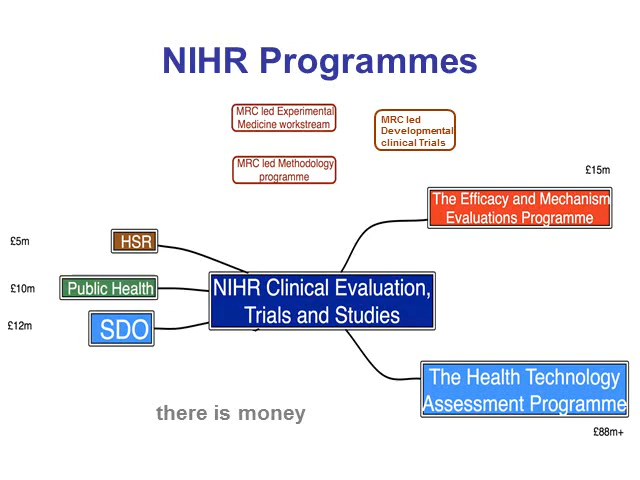 NIHR Programmes
MRC led Experimental
Medicine workstream
MRC led
Developmental
clinical Trials
MRC led Methodology
programme
£15m
The Efficacy and Mechanism
Evaluations Programme
£5m
HSR
£10m
Public Health
NIHR Clinical Evaluation,
Trials and Studies
£12m
SDO
The Health Technology
Assessment Programme
there is money
£88m+